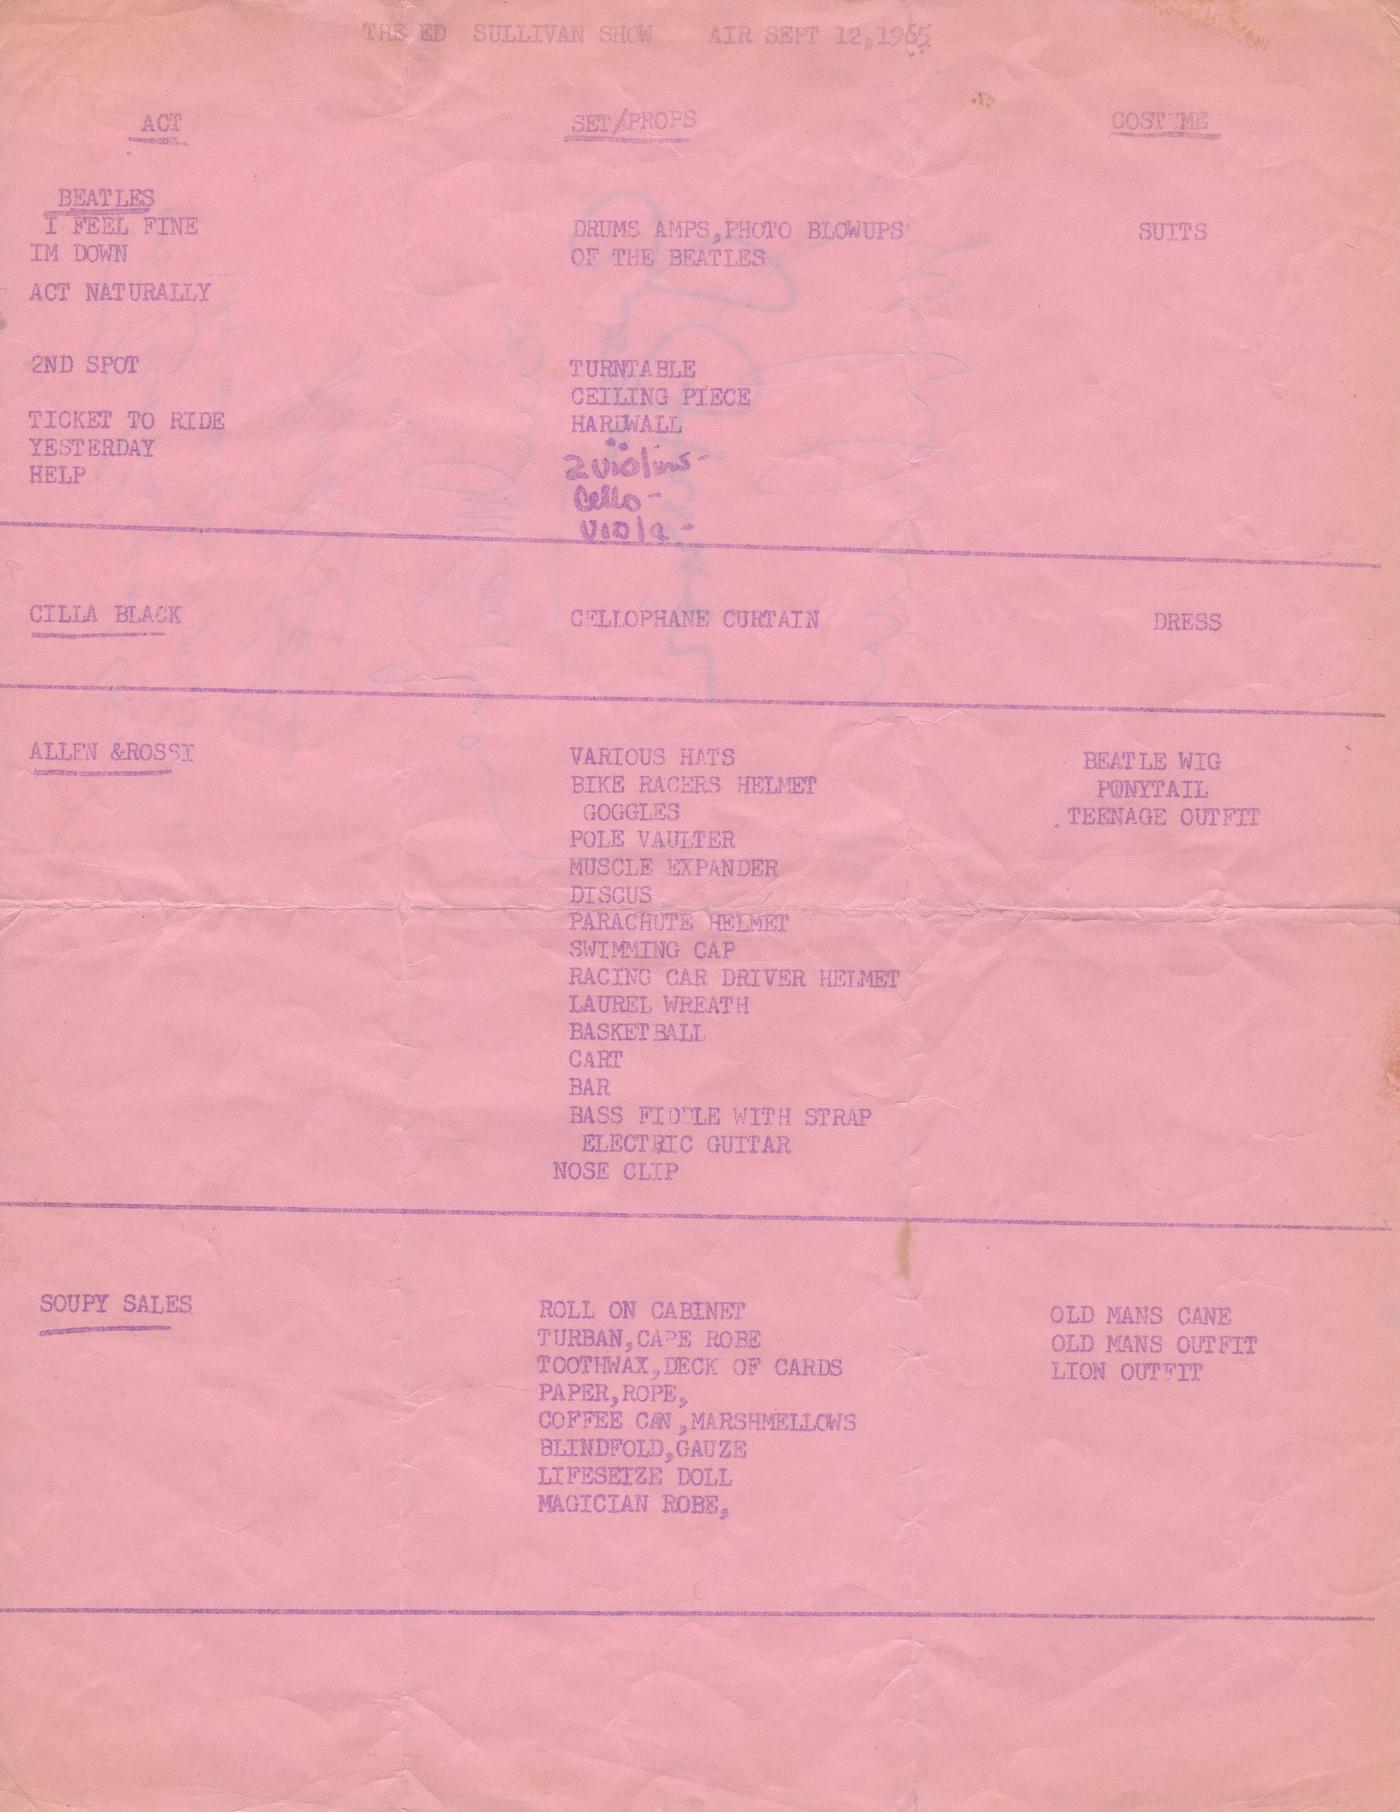 THE ED SULLIVAN SHOW AIR SEPT 12,1965
ACT SET/PROPS COSTUME
BEATLES
I FEEL FINE DRUMS AMPS,PHOTO BLOWUPS SUITS
IM DOWN OF THE BEATLES
ACT NATURALLY
2ND SPOT TURNTABLE
CEILING PIECE
TICKET TO RIDE HARDWALL
YESTERDAY 2 violins-
HELP Cello-
Viola-
CILLA BLACK CELLOPHANE CURTAIN DRESS
ALLEN &ROSSI VARIOUS HATS BEATLE WIG
BIKE RACERS HELMET PONYTAIL
GOGGLES TEENAGE OUTFIT
POLE VAULTER
MUSCLE EXPANDER
DISCUS
PARACHUTE HELMET
SWIMMING CAP
RACING CAR DRIVER HELMET
LAUREL WREATH
BASKETBALL
CART
BAR
BASS FIDDLE WITH STRAP
ELECTRIC GUITAR
NOSE CLIP
SOUPY SALES ROLL ON CABINET OLD MANS CANE
TURBAN,CAPE ROBE OLD MANS OUTFIT
TOOTHWAX,DECK OF CARDS LION OUTFIT
PAPER,ROPE,
COFFEE CAN ,MARSHMELLOWS
BLINDFOLD,GAUZE
LIFESEIZE DOLL
MAGICIAN ROBE,